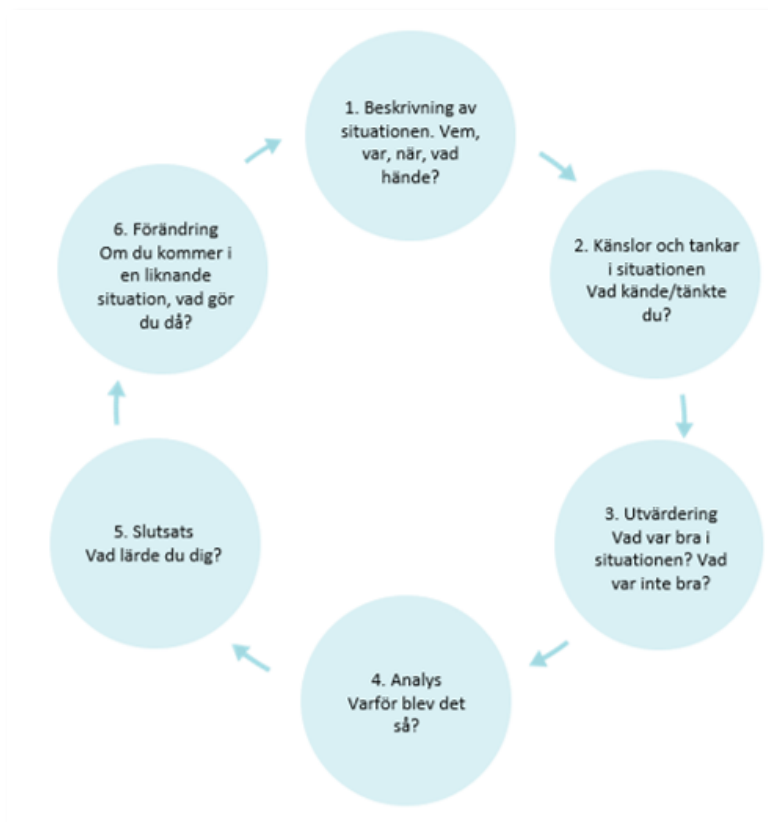 1. Beskrivning av
situationen. Vem,
var, när, vad
hände?
2. Känslor och tankar
i situationen
Vad kände/tänkte
du?
3. Utvärdering
Vad var bra i
situationen? Vad
var inte bra?
4. Analys
Varför blev det
så?
5. Slutsats
Vad lärde du dig?
6. Förändring
Om du kommer i
en liknande
situation, vad gör
du då?